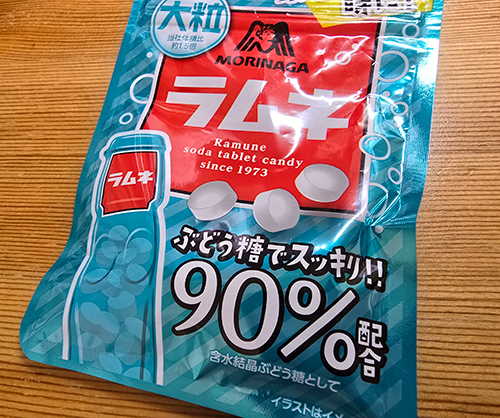 大粒
当社体積比
約1.5倍
MORINAGA
ラムネ
Ramune
soda tablet candy
since 1973
ラムネ
ぶどう糖でスッキリ!!
90%配合
含水結晶ぶどう糖として
イラストはイ